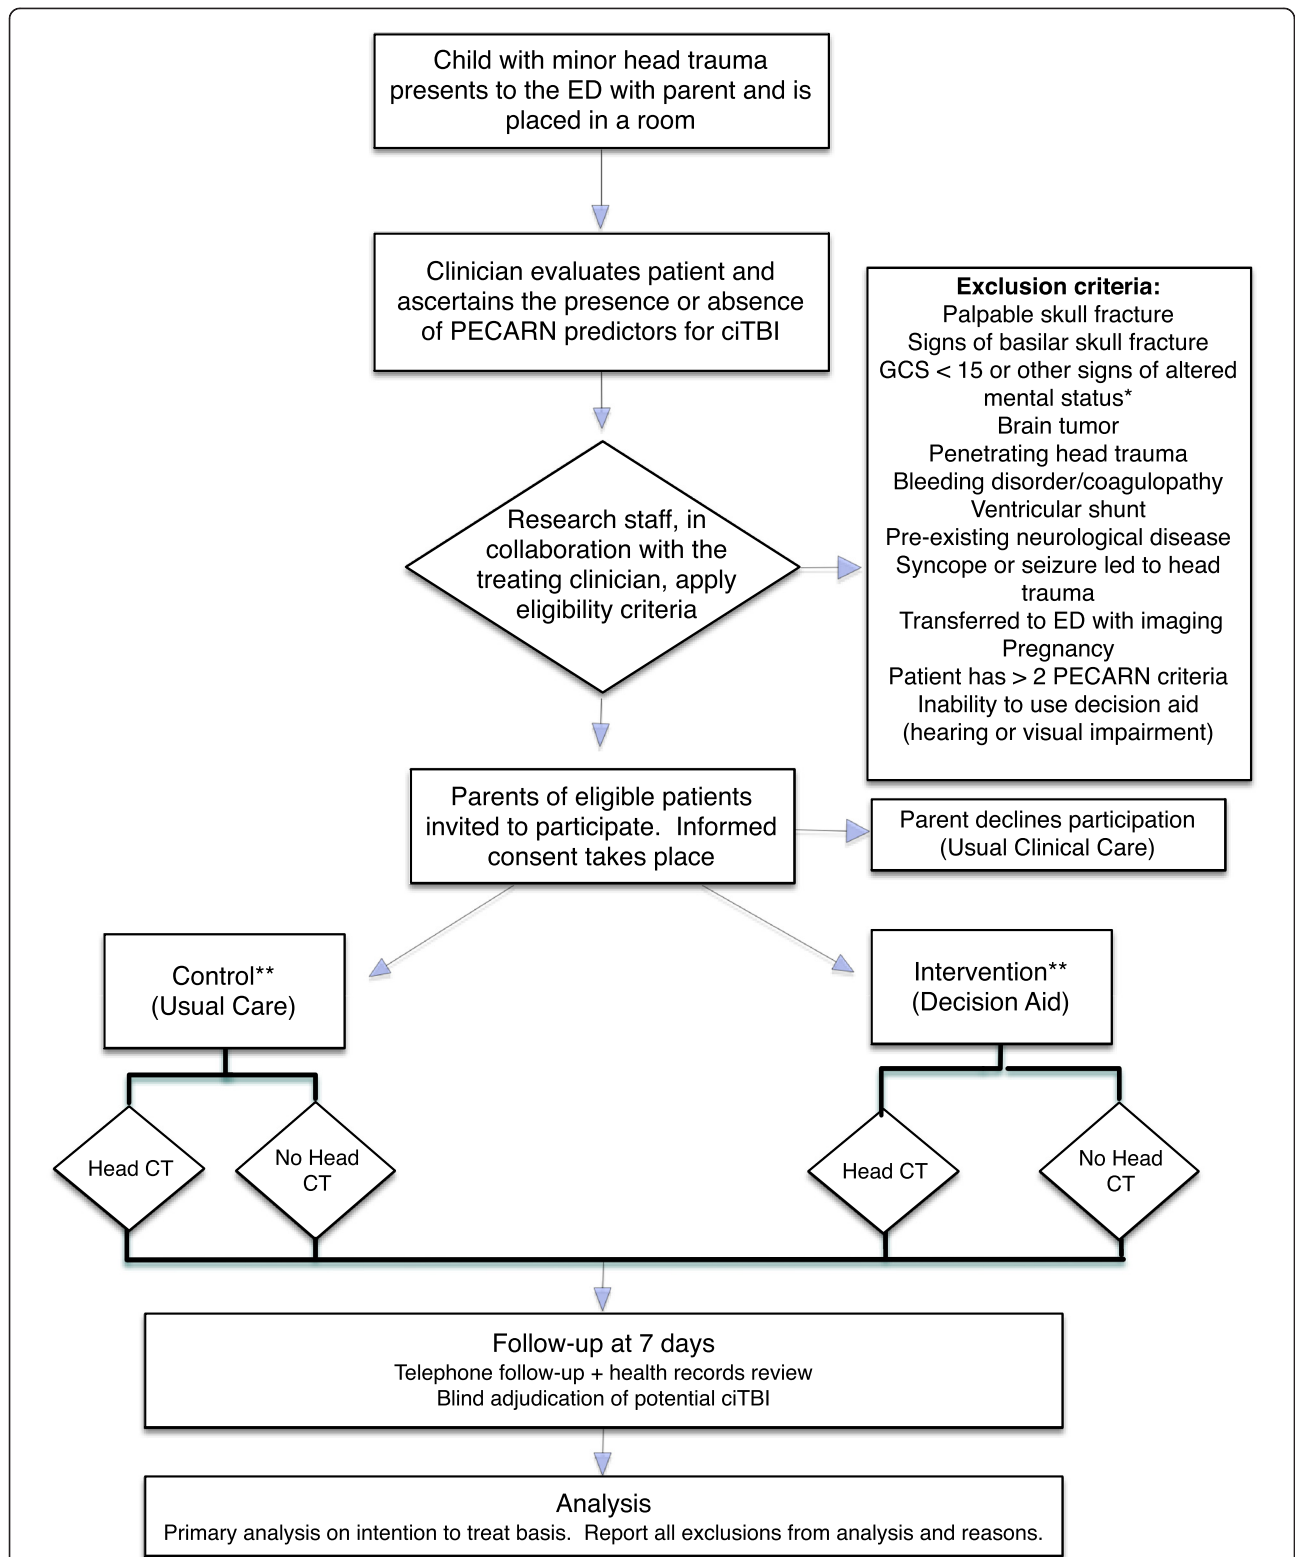 Child with minor head trauma
presents to the ED with parent and is
placed in a room
Clinician evaluates patient and
ascertains the presence or absence
of PECARN predictors for ciTBI
Research staff, in
collaboration with the
treating clinician, apply
eligibility criteria
Exclusion criteria:
Palpable skull fracture
Signs of basilar skull fracture
GCS < 15 or other signs of altered
mental status*
Brain tumor
Penetrating head trauma
Bleeding disorder/coagulopathy
Ventricular shunt
Pre-existing neurological disease
Syncope or seizure led to head
trauma
Transferred to ED with imaging
Pregnancy
Patient has > 2 PECARN criteria
Inability to use decision aid
(hearing or visual impairment)
Parents of eligible patients
invited to participate.  Informed
consent takes place
Parent declines participation
(Usual Clinical Care)
Control**
(Usual Care)
Intervention**
(Decision Aid)
Head CT
No Head
CT
Head CT
No Head
CT
Follow-up at 7 days
Telephone follow-up + health records review
Blind adjudication of potential ciTBI
Analysis
Primary analysis on intention to treat basis.  Report all exclusions from analysis and reasons.